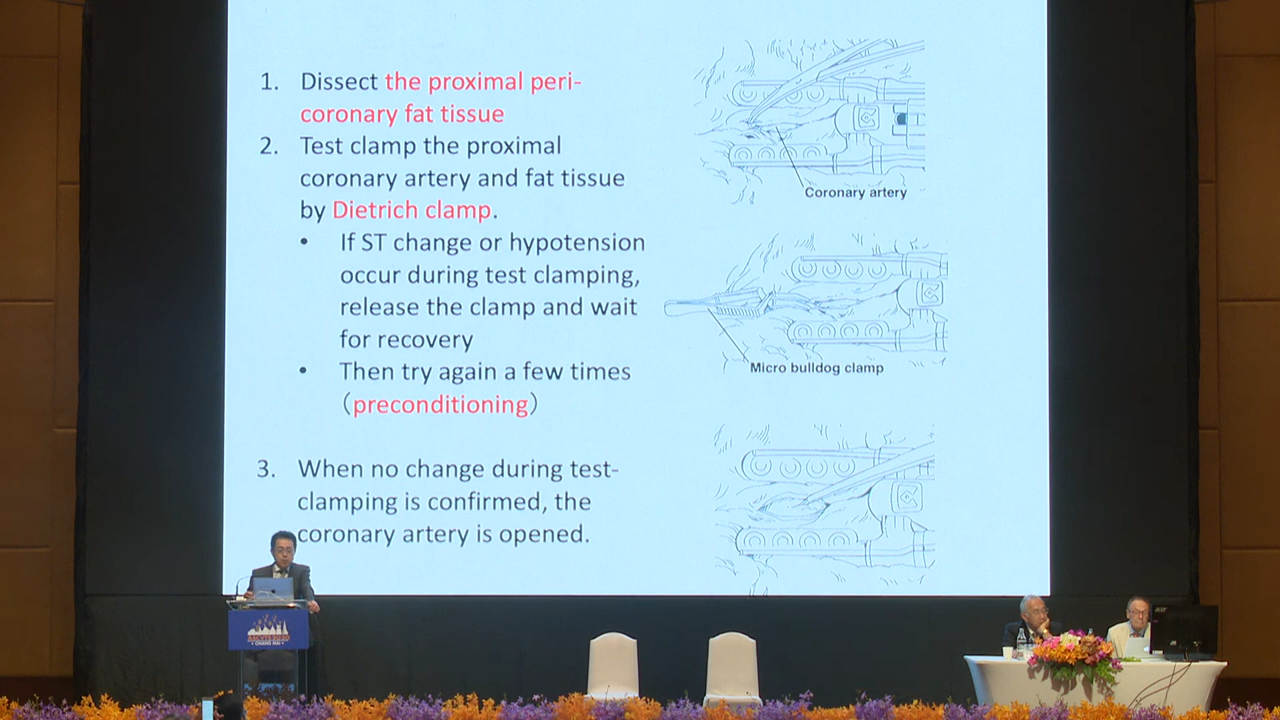 1. Dissect the proximal peri-
coronary fat tissue
2. Test clamp the proximal
coronary artery and fat tissue
by Dietrich clamp.
• If ST change or hypotension
occur during test clamping,
release the clamp and wait
for recovery
• Then try again a few times
（preconditioning）
3. When no change during test-
clamping is confirmed, the
coronary artery is opened.
Coronary artery
Micro bulldog clamp
CHIANG MAI
acer